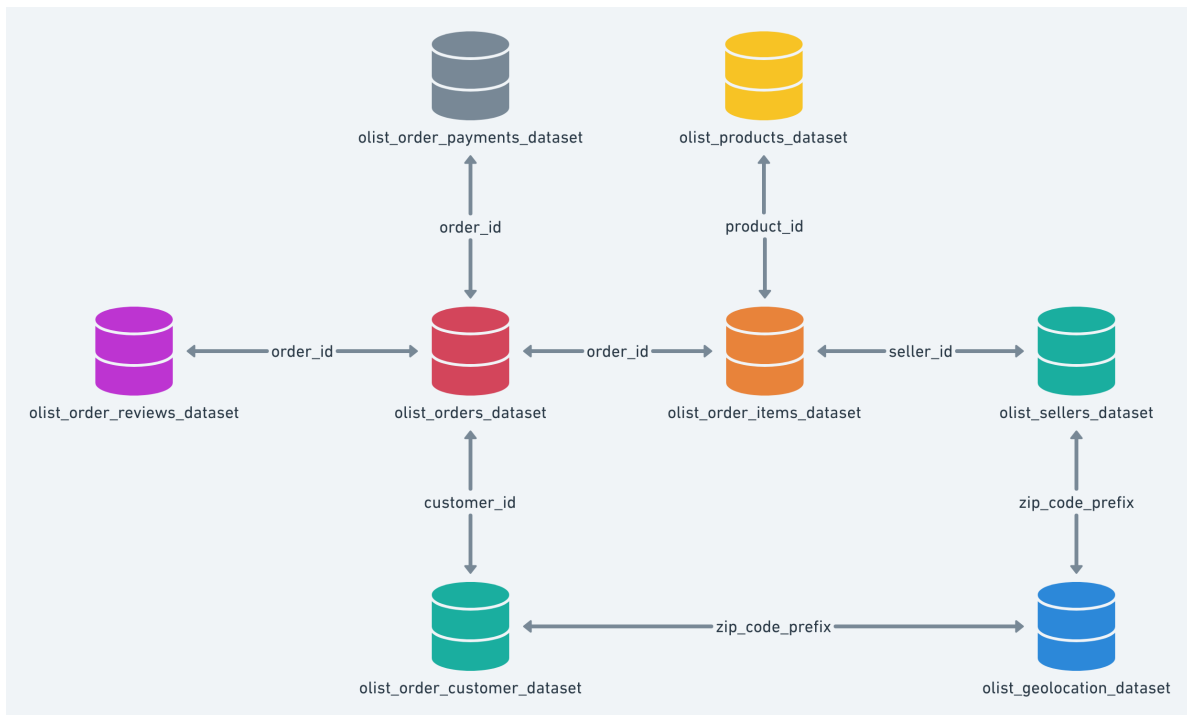 olist_order_payments_dataset
olist_products_dataset
order_id
product_id
order_id
order_id
seller_id
olist_order_reviews_dataset
olist_orders_dataset
olist_order_items_dataset
olist_sellers_dataset
customer_id
zip_code_prefix
zip_code_prefix
olist_order_customer_dataset
olist_geolocation_dataset